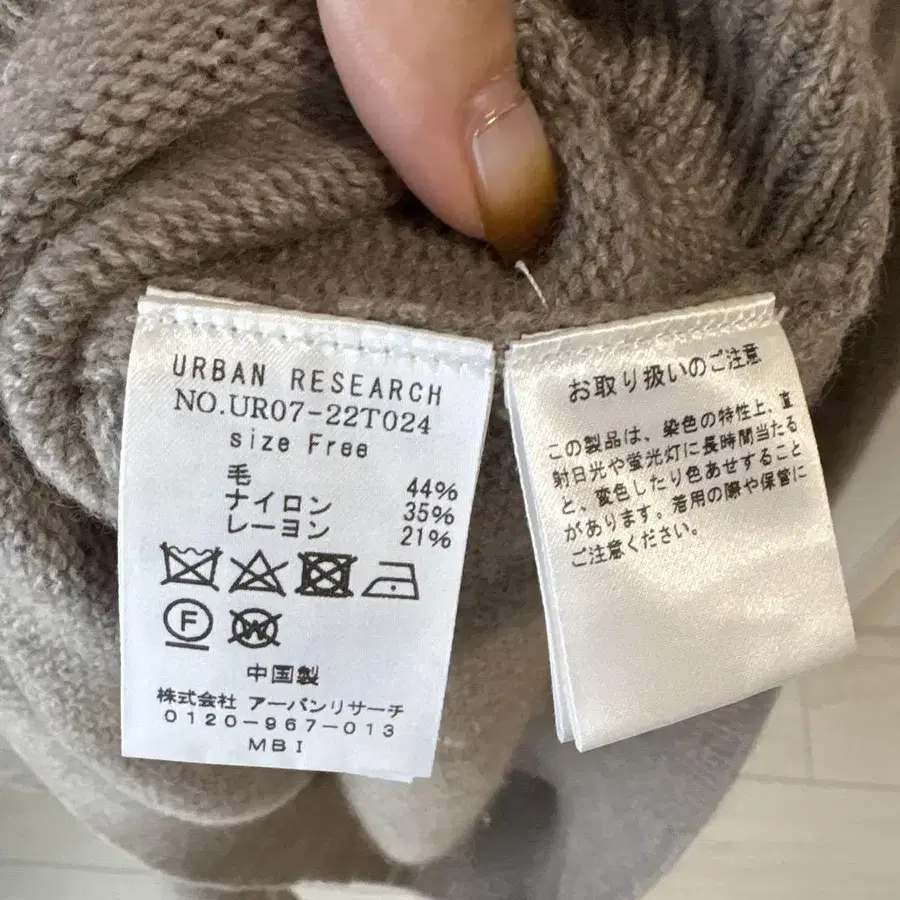 URBAN RESEARCH
NO.UR07-22T024
size Free
毛 44%
ナイロン 35%
レーヨン 21%
F
W
中国製
株式会社 アーバンリサーチ
0120-967-013
MBI
お取り扱いのご注意
この製品は、染色の特性上、直
射日光や蛍光灯に長時間当たる
と、変色したり色あせすること
があります。着用の際や保管に
ご注意ください。